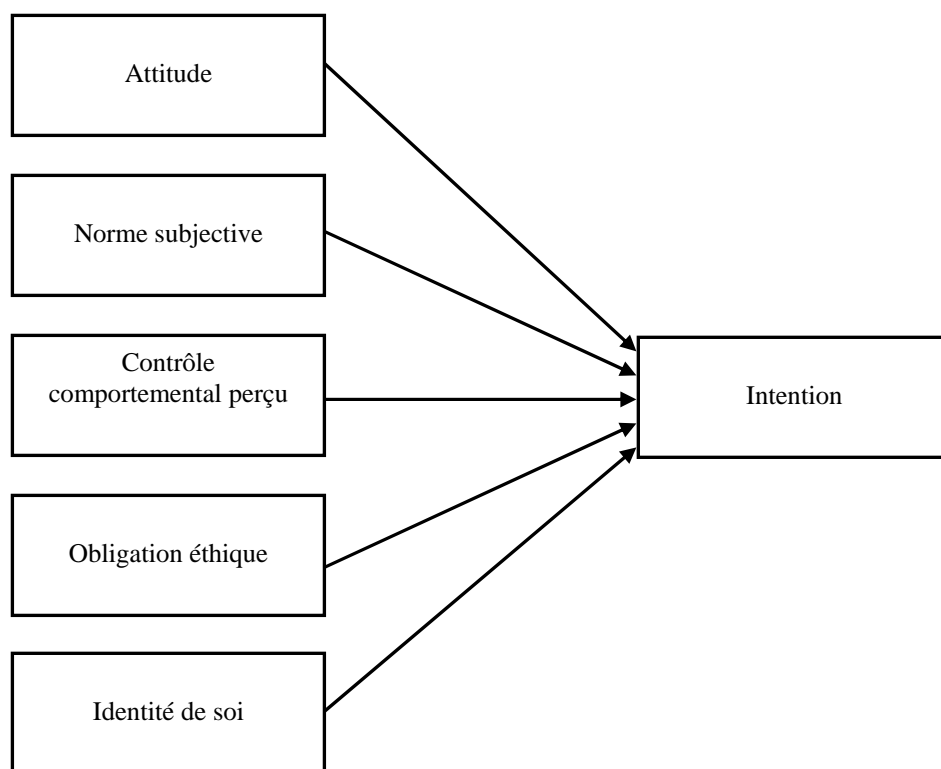 Attitude
Norme subjective
Contrôle
comportemental perçu
Intention
Obligation éthique
Identité de soi